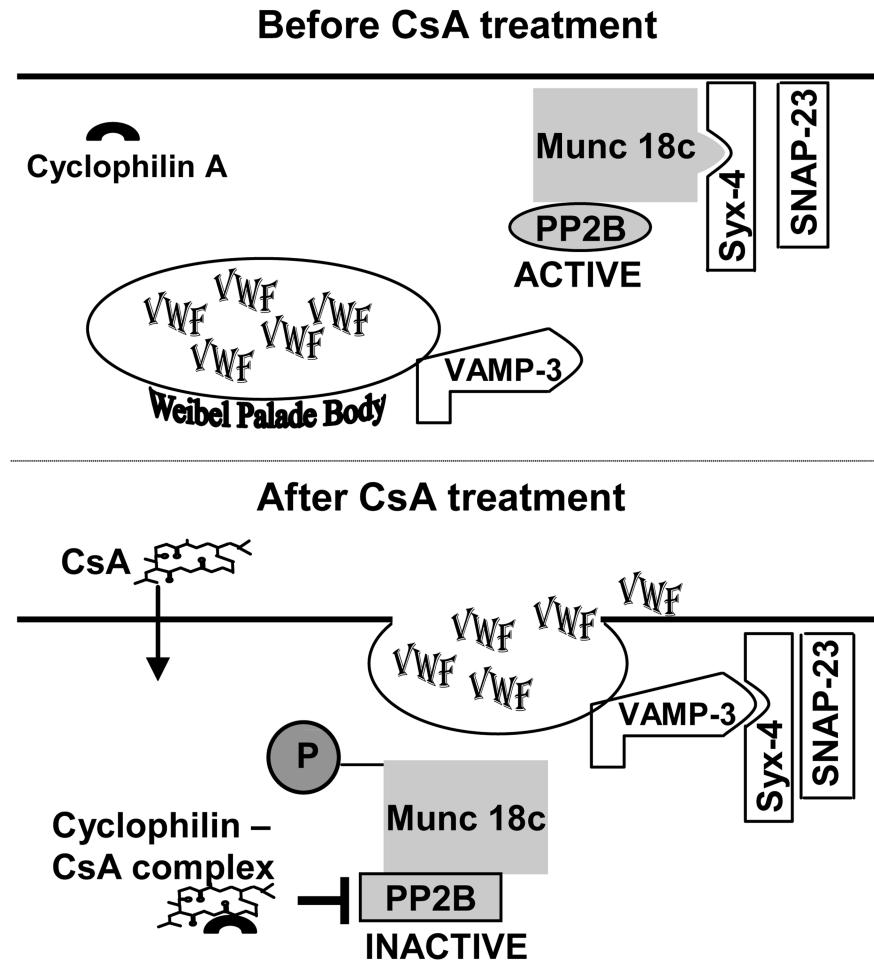 Before CsA treatment
Cyclophilin A
Munc 18c
Syx-4
SNAP-23
PP2B
ACTIVE
VWF
VWF
VWF
VWF
VWF
VAMP-3
Weibel Palade Body
After CsA treatment
CsA
VWF
VWF
VWF
VWF
VWF
VAMP-3
Syx-4
SNAP-23
P
Munc 18c
Cyclophilin –
CsA complex
PP2B
INACTIVE